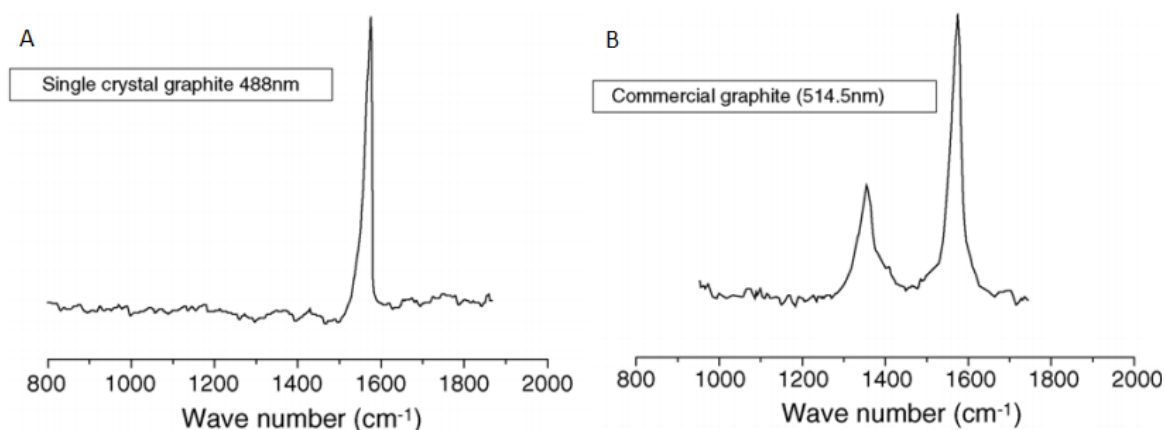 A
Single crystal graphite 488nm
800 1000 1200 1400 1600 1800 2000
Wave number (cm⁻¹)
B
Commercial graphite (514.5nm)
800 1000 1200 1400 1600 1800 2000
Wave number (cm⁻¹)